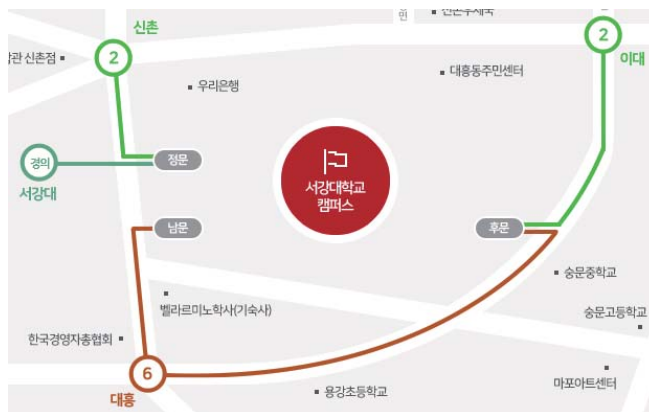 신촌
2
2
이대
관 신촌점
우리은행
대흥동주민센터
경의
서강대
정문
서강대학교
캠퍼스
남문
후문
숭문중학교
벨라르미노학사(기숙사)
숭문고등학교
한국경영자총협회
6
대흥
용강초등학교
마포아트센터